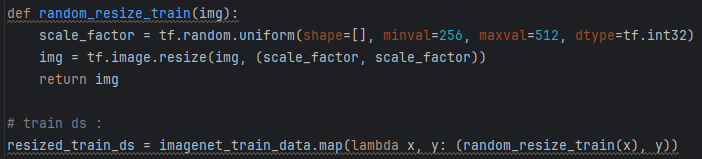 def random_resize_train(img):
    scale_factor = tf.random.uniform(shape=[], minval=256, maxval=512, dtype=tf.int32)
    img = tf.image.resize(img, (scale_factor, scale_factor))
    return img

# train ds :
resized_train_ds = imagenet_train_data.map(lambda x, y: (random_resize_train(x), y))